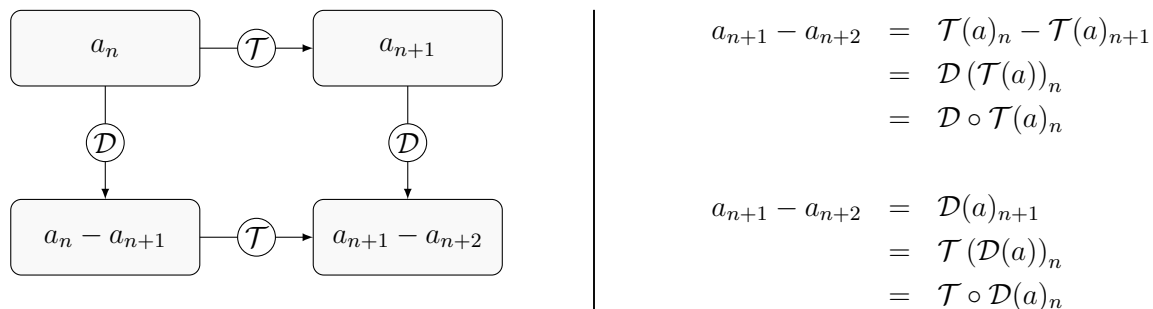 a_n 𝒯 a_{n+1}
𝒟 𝒟
a_n − a_{n+1} 𝒯 a_{n+1} − a_{n+2}
a_{n+1} − a_{n+2} = 𝒯(a)_n − 𝒯(a)_{n+1}
= 𝒟 (𝒯(a))_n
= 𝒟 ∘ 𝒯(a)_n
a_{n+1} − a_{n+2} = 𝒟(a)_{n+1}
= 𝒯 (𝒟(a))_n
= 𝒯 ∘ 𝒟(a)_n